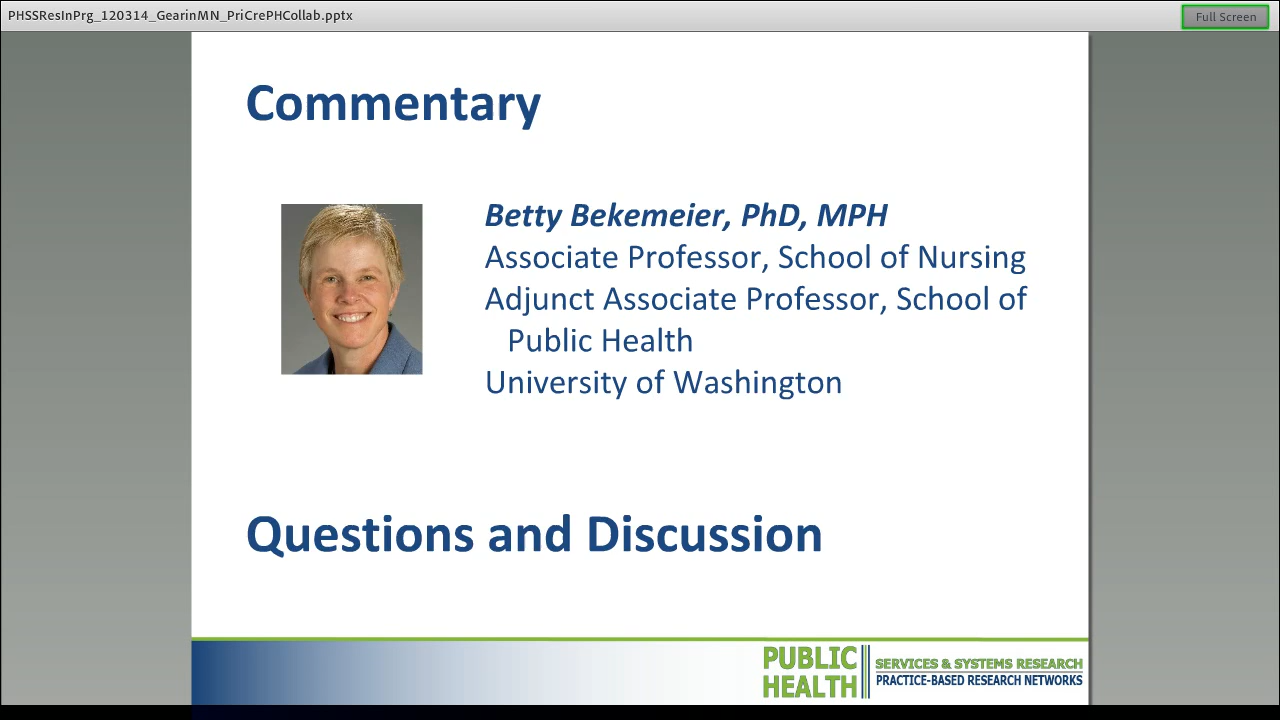 PHSSResInPrg_120314_GearinMN_PriCrePHCollab.pptx
Full Screen
Commentary
Betty Bekemeier, PhD, MPH
Associate Professor, School of Nursing
Adjunct Associate Professor, School of
Public Health
University of Washington
Questions and Discussion
PUBLIC
HEALTH
SERVICES & SYSTEMS RESEARCH
PRACTICE-BASED RESEARCH NETWORKS